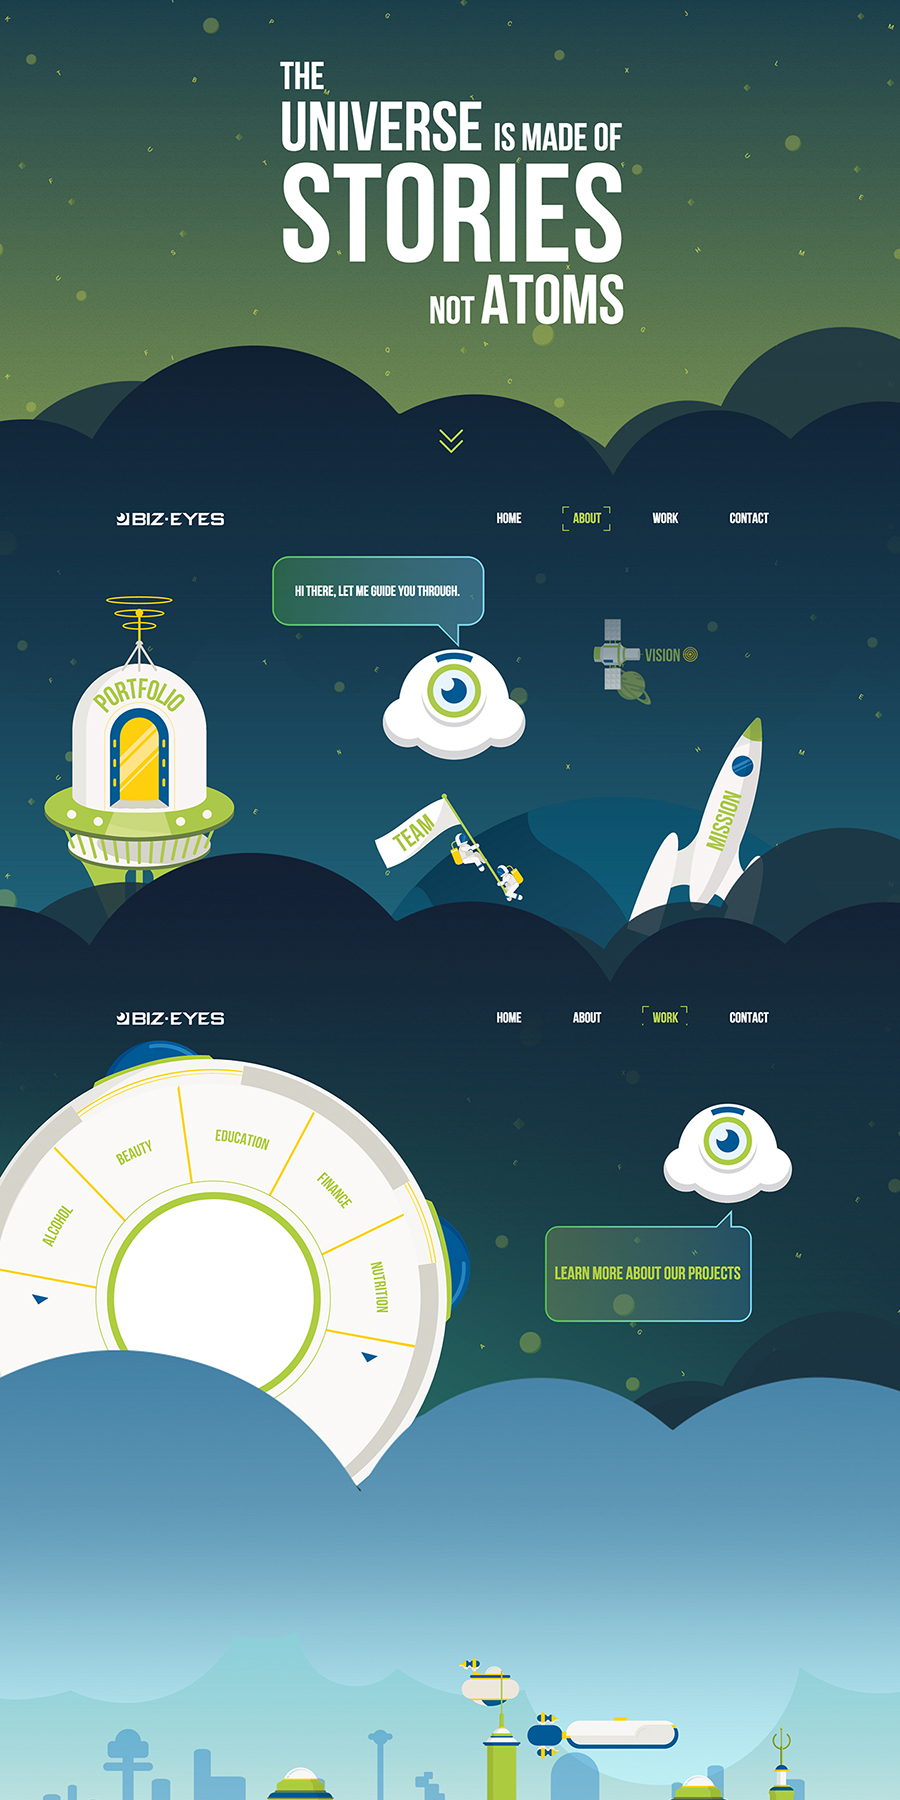 THE
UNIVERSE IS MADE OF
STORIES
NOT ATOMS
BIZ·EYES
HOME ABOUT WORK CONTACT
HI THERE, LET ME GUIDE YOU THROUGH.
VISION
PORTFOLIO
TEAM
MISSION
BIZ·EYES
HOME ABOUT WORK CONTACT
ALCOHOL
BEAUTY
EDUCATION
FINANCE
NUTRITION
LEARN MORE ABOUT OUR PROJECTS